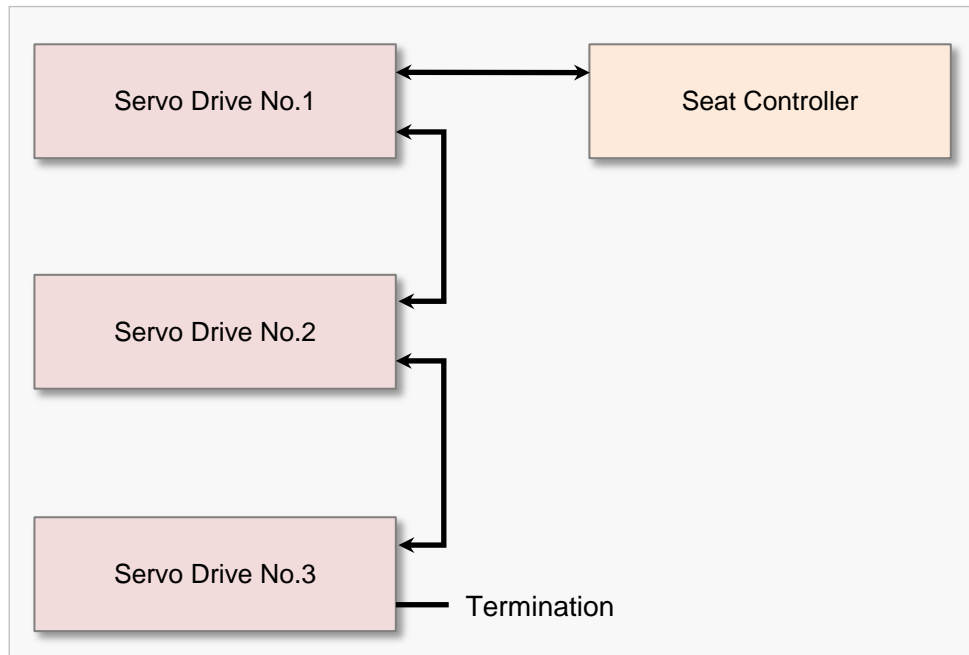 Servo Drive No.1
Seat Controller
Servo Drive No.2
Servo Drive No.3
Termination